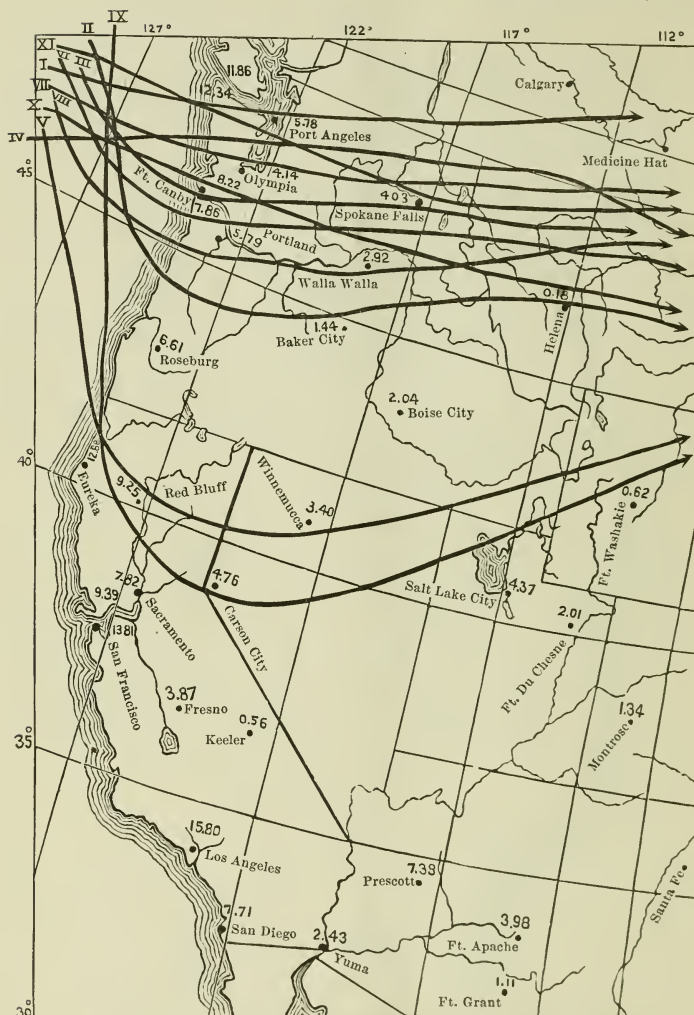 IX
II
127°
122°
117°
112°
XI
VI
III
I
VII
VIII
X
V
IV
11.86
12.34
Calgary
5.78
Port Angeles
Medicine Hat
45°
4.14
Olympia
8.22
Ft. Canby
7.86
403
Spokane Falls
Portland
5.79
2.92
Walla Walla
0.18
Helena
1.44
Baker City
6.61
Roseburg
2.04
Boise City
40°
Eureka
9.25
Red Bluff
Winnemucca
3.40
0.62
Ft. Washakie
4.76
Carson City
Salt Lake City
4.37
7.82
Sacramento
9.39
13.81
San Francisco
2.01
Ft. Du Chesne
3.87
Fresno
0.56
Keeler
1.34
Montrose
35°
15.80
Los Angeles
7.39
Prescott
Santa Fe
7.71
San Diego
2.43
Yuma
3.98
Ft. Apache
1.11
Ft. Grant
30°